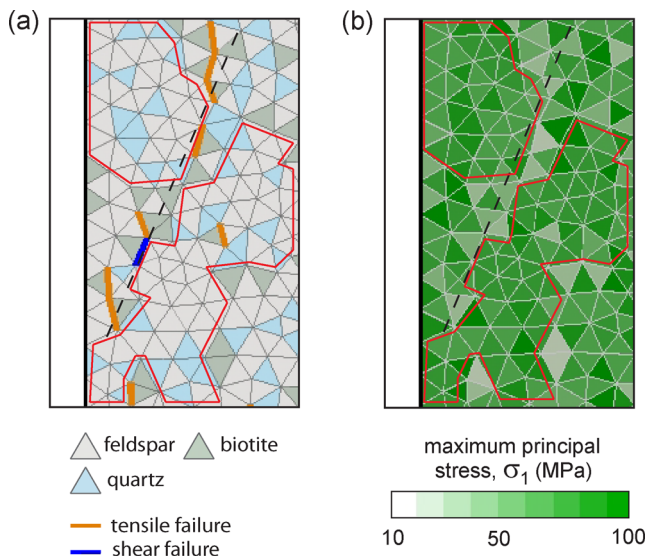 (a)
(b)
feldspar
biotite
quartz
tensile failure
shear failure
maximum principal
stress, σ₁ (MPa)
10
50
100